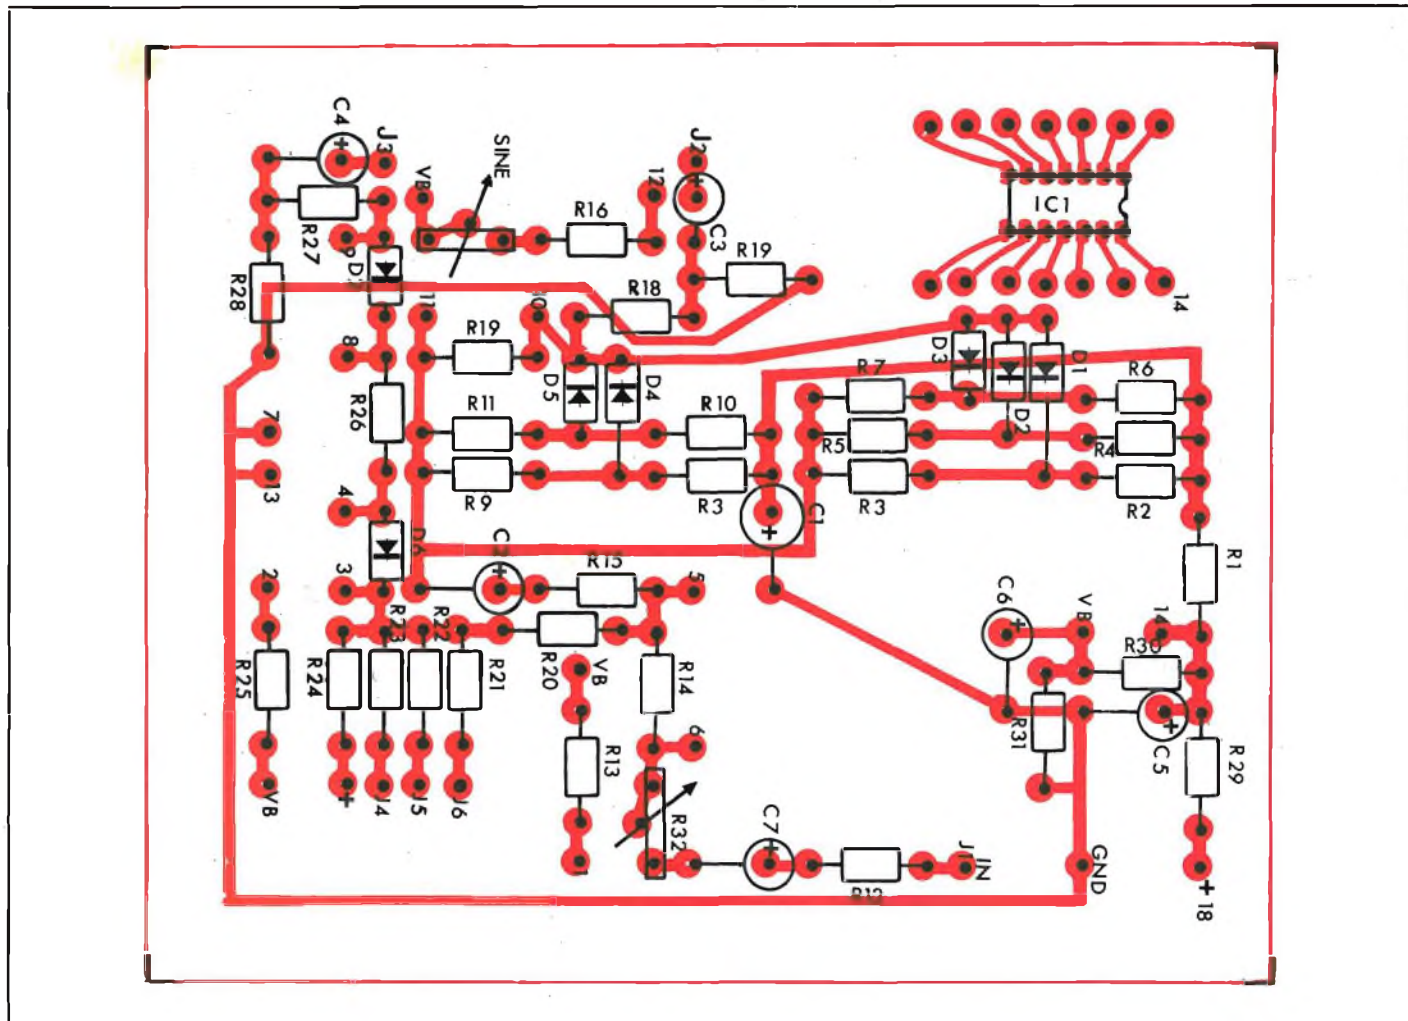 C4
J3
SINE
VB
12
J2
R16
C3
IC1
R27
9
D7
R28
R19
14
11
10
R18
8
R19
D3
D1
R7
R6
D5
D4
R26
R11
R10
D2
R5
R4
7
13
R9
R3
C1
R3
R2
4
D6
C2
R15
R1
2
3
5
C6
VB
14
R23
R22
R30
R25
R24
R21
R20
VB
R14
R31
C5
6
R13
R29
VB
+
J4
J5
J6
R32
C7
1
R12
J1 IN
GND
+18